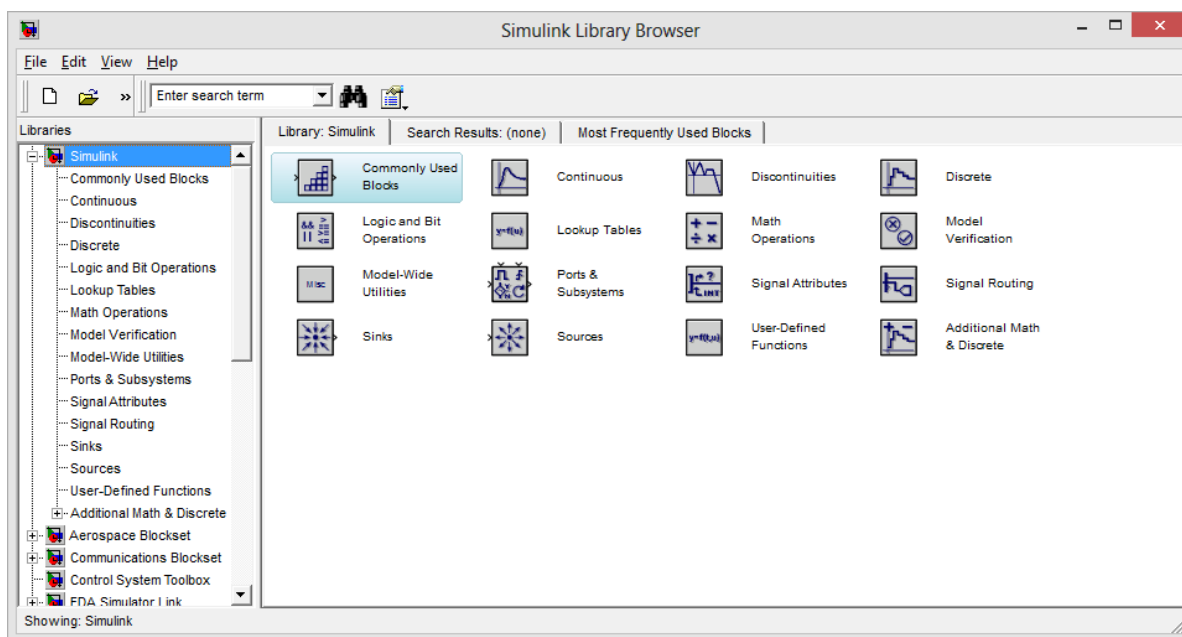 Simulink Library Browser
File Edit View Help
» Enter search term
Libraries
Library: Simulink Search Results: (none) Most Frequently Used Blocks
Simulink
Commonly Used Blocks
Continuous
Discontinuities
Discrete
Logic and Bit Operations
Lookup Tables
Math Operations
Model Verification
Model-Wide Utilities
Ports & Subsystems
Signal Attributes
Signal Routing
Sinks
Sources
User-Defined Functions
Additional Math & Discrete
Aerospace Blockset
Communications Blockset
Control System Toolbox
EDA Simulator Link
Commonly Used
Blocks
Continuous
Discontinuities
Discrete
&& > || >= <=
Logic and Bit
Operations
y=f(u)
Lookup Tables
+ − ÷ ×
Math
Operations
Model
Verification
Misc
Model-Wide
Utilities
Ports &
Subsystems
? INT
Signal Attributes
Signal Routing
Sinks
Sources
y=f(t,u)
User-Defined
Functions
+ −
Additional Math
& Discrete
Showing: Simulink